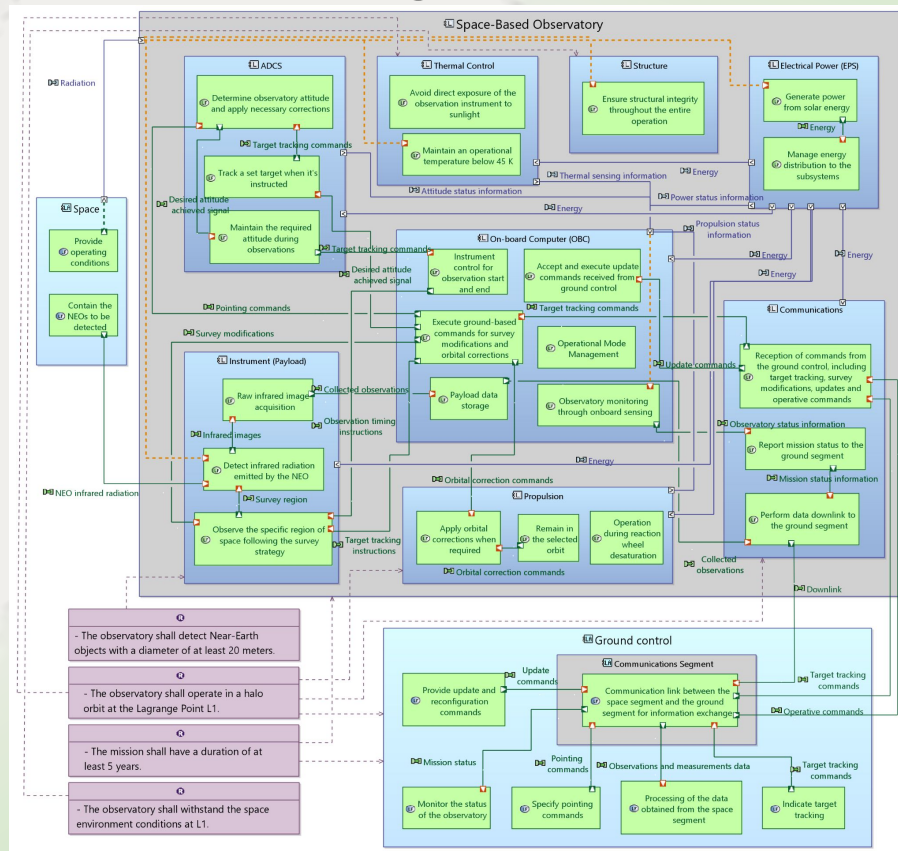 Space-Based Observatory
Radiation
ADCS
Determine observatory attitude
and apply necessary corrections
Target tracking commands
Track a set target when it's
instructed
Desired attitude
achieved signal
Maintain the required
attitude during
observations
Thermal Control
Avoid direct exposure of the
observation instrument to
sunlight
Maintain an operational
temperature below 45 K
Structure
Ensure structural integrity
throughout the entire
operation
Electrical Power (EPS)
Generate power
from solar energy
Energy
Manage energy
distribution to the
subsystems
Thermal sensing information
Attitude status information
Power status information
Energy
Propulsion status
information
Energy
Energy
Target tracking commands
Desired attitude
achieved signal
Space
Provide
operating
conditions
Contain the
NEOs to be
detected
On-board Computer (OBC)
Instrument
control for
observation start
and end
Accept and execute update
commands received from
ground control
Target tracking commands
Execute ground-based
commands for survey
modifications and
orbital corrections
Operational Mode
Management
Payload data
storage
Observatory monitoring
through onboard sensing
Pointing commands
Survey modifications
Update commands
Communications
Reception of commands from
the ground control, including
target tracking, survey
modifications, updates and
operative commands
Observatory status information
Report mission status to the
ground segment
Mission status information
Perform data downlink to
the ground segment
Instrument (Payload)
Raw infrared image
acquisition
Collected observations
Observation timing
instructions
Infrared images
Detect infrared radiation
emitted by the NEO
Survey region
Observe the specific region of
space following the survey
strategy
NEO infrared radiation
Energy
Orbital correction commands
Target tracking
instructions
Propulsion
Apply orbital
corrections when
required
Remain in
the selected
orbit
Operation
during reaction
wheel
desaturation
Orbital correction commands
Collected
observations
Downlink
R
- The observatory shall detect Near-Earth
objects with a diameter of at least 20 meters.
R
- The observatory shall operate in a halo
orbit at the Lagrange Point L1.
R
- The mission shall have a duration of at
least 5 years.
R
- The observatory shall withstand the space
environment conditions at L1.
Ground control
Communications Segment
Communication link between the
space segment and the ground
segment for information exchange
Update
commands
Provide update and
reconfiguration
commands
Target tracking
commands
Operative commands
Mission status
Pointing
commands
Observations and measurements data
Target tracking
commands
Monitor the status
of the observatory
Specify pointing
commands
Processing of the data
obtained from the space
segment
Indicate target
tracking